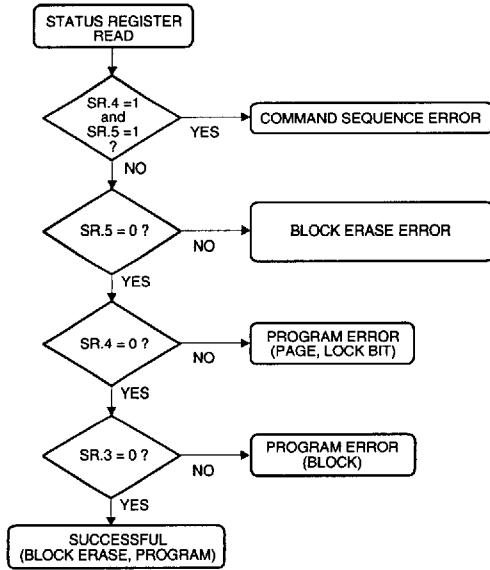 STATUS REGISTER
READ
SR.4 =1
and
SR.5 =1
?
YES
COMMAND SEQUENCE ERROR
NO
SR.5 = 0 ?
NO
BLOCK ERASE ERROR
YES
SR.4 = 0 ?
NO
PROGRAM ERROR
(PAGE, LOCK BIT)
YES
SR.3 = 0 ?
NO
PROGRAM ERROR
(BLOCK)
YES
SUCCESSFUL
(BLOCK ERASE, PROGRAM)